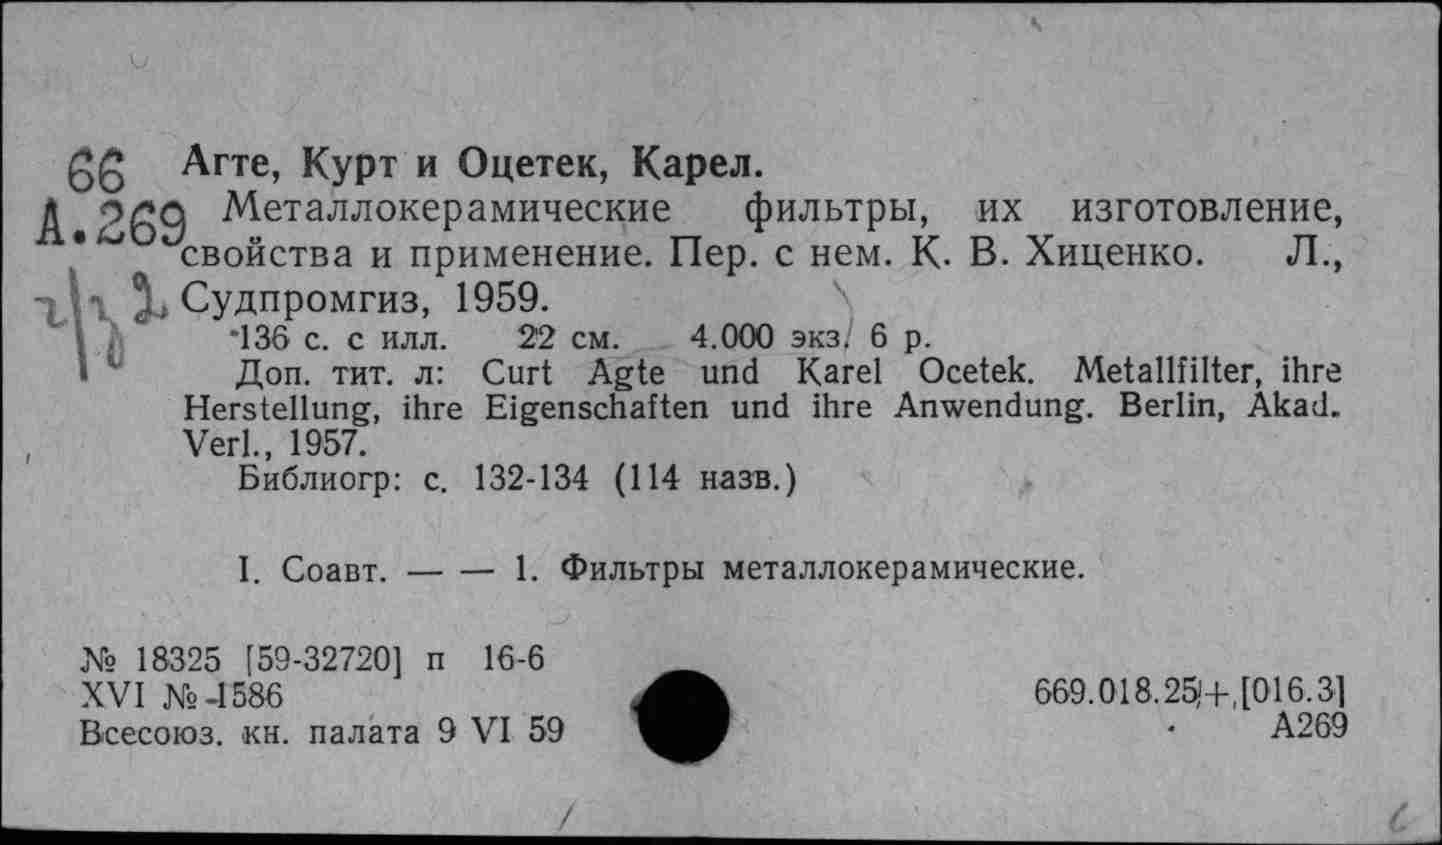 66 Агте, Курт и Оцетек, Карел.
А.269 Металлокерамические фильтры, их изготовление,
свойства и применение. Пер. с нем. К. В. Хиценко. Л.,
Судпромгиз, 1959.
136 с. с илл. 22 см. 4.000 экз. 6 р.
Доп. тит. л: Curt Agte und Karel Ocetek. Metallfilter, ihre
Herstellung, ihre Eigenschaften und ihre Anwendung. Berlin, Akad.
Verl., 1957.
Библиогр: с. 132-134 (114 назв.)
I. Соавт. — — 1. Фильтры металлокерамические.
№ 18325 [59-32720] п 16-6
XVI № 1586
Всесоюз. кн. палата 9 VI 59
669.018.25+[016.3]
А269